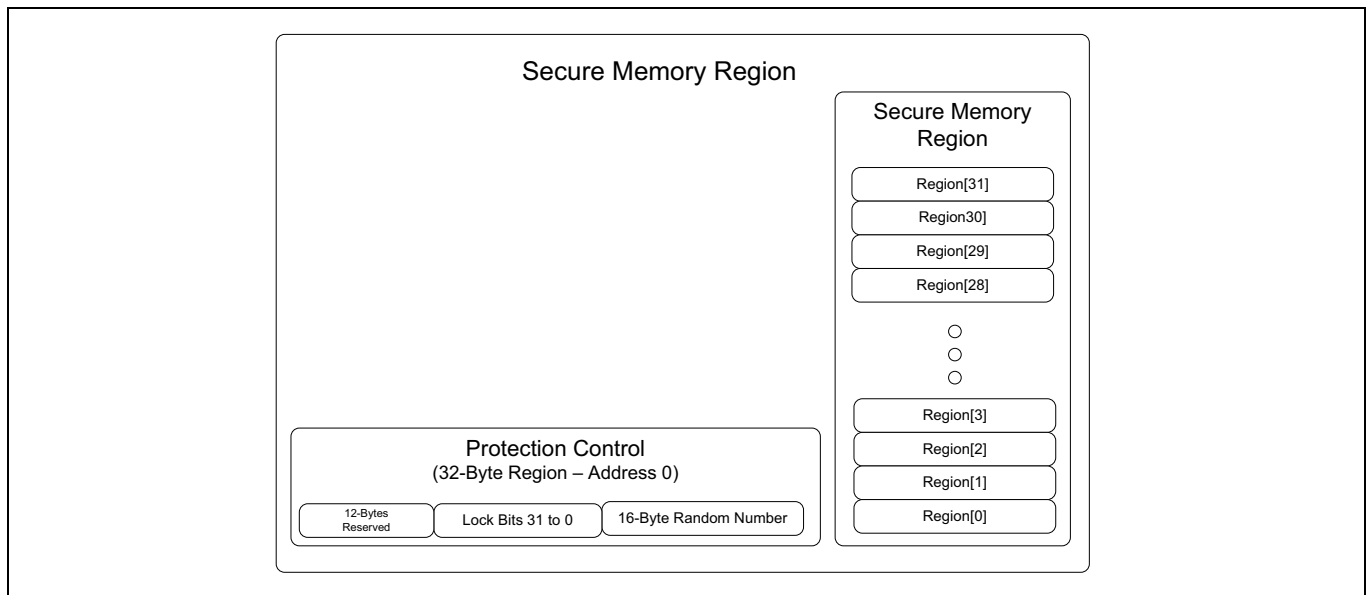 Secure Memory Region
Secure Memory
Region
Region[31]
Region30]
Region[29]
Region[28]
Region[3]
Region[2]
Region[1]
Region[0]
Protection Control
(32-Byte Region – Address 0)
12-Bytes
Reserved
Lock Bits 31 to 0
16-Byte Random Number